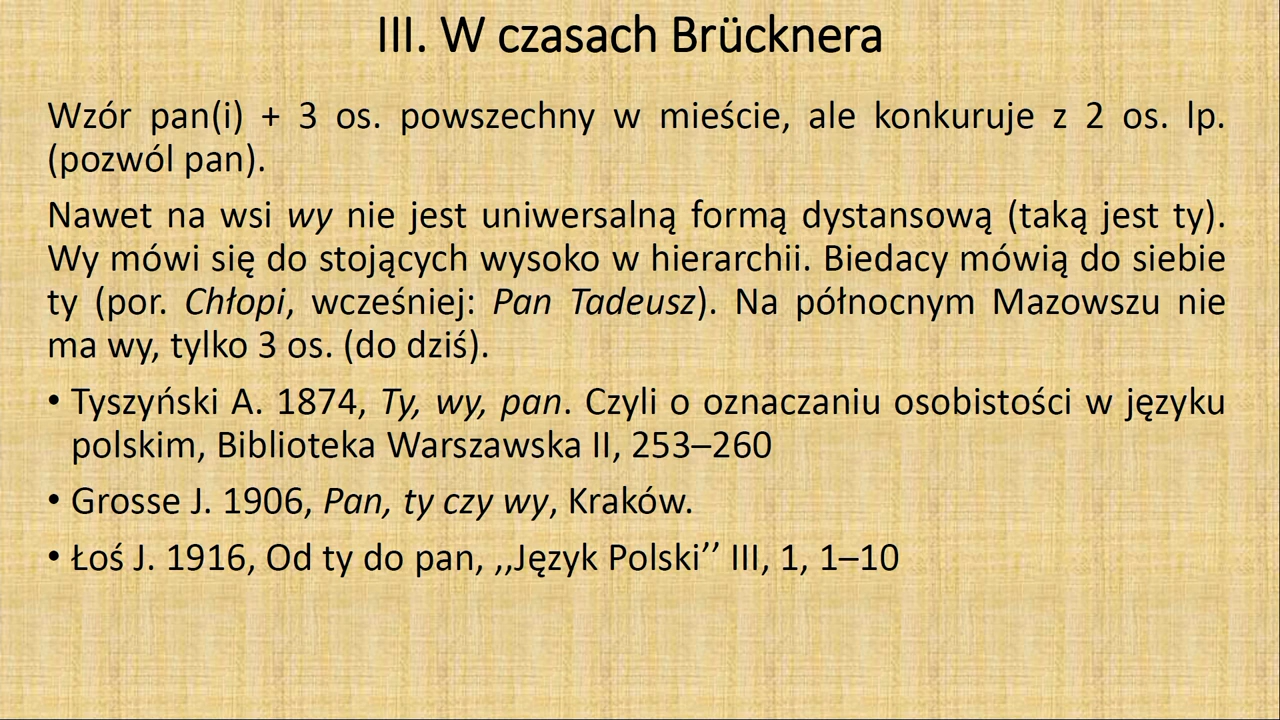 III. W czasach Brücknera
Wzór pan(i) + 3 os. powszechny w mieście, ale konkuruje z 2 os. lp.
(pozwól pan).
Nawet na wsi wy nie jest uniwersalną formą dystansową (taką jest ty).
Wy mówi się do stojących wysoko w hierarchii. Biedacy mówią do siebie
ty (por. Chłopi, wcześniej: Pan Tadeusz). Na północnym Mazowszu nie
ma wy, tylko 3 os. (do dziś).
• Tyszyński A. 1874, Ty, wy, pan. Czyli o oznaczaniu osobistości w języku
polskim, Biblioteka Warszawska II, 253–260
• Grosse J. 1906, Pan, ty czy wy, Kraków.
• Łoś J. 1916, Od ty do pan, ,,Język Polski’’ III, 1, 1–10